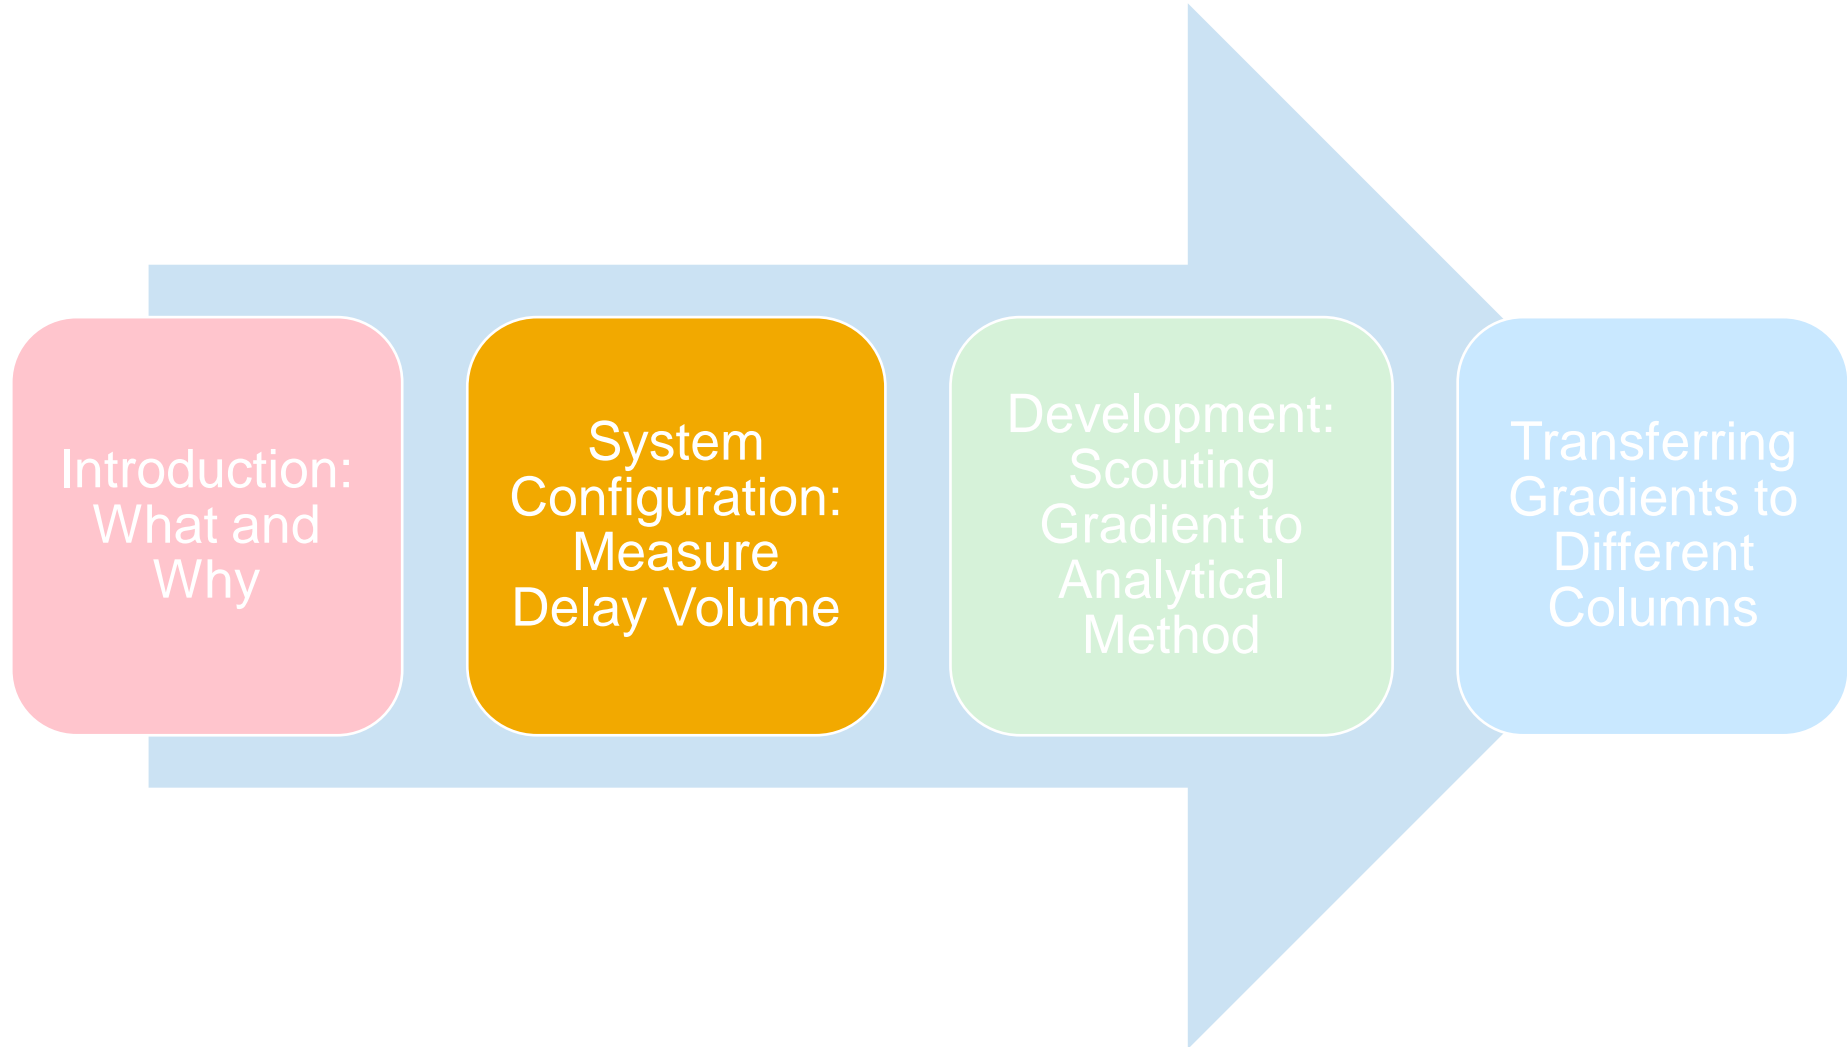 Introduction:
What and
Why
System
Configuration:
Measure
Delay Volume
Development:
Scouting
Gradient to
Analytical
Method
Transferring
Gradients to
Different
Columns